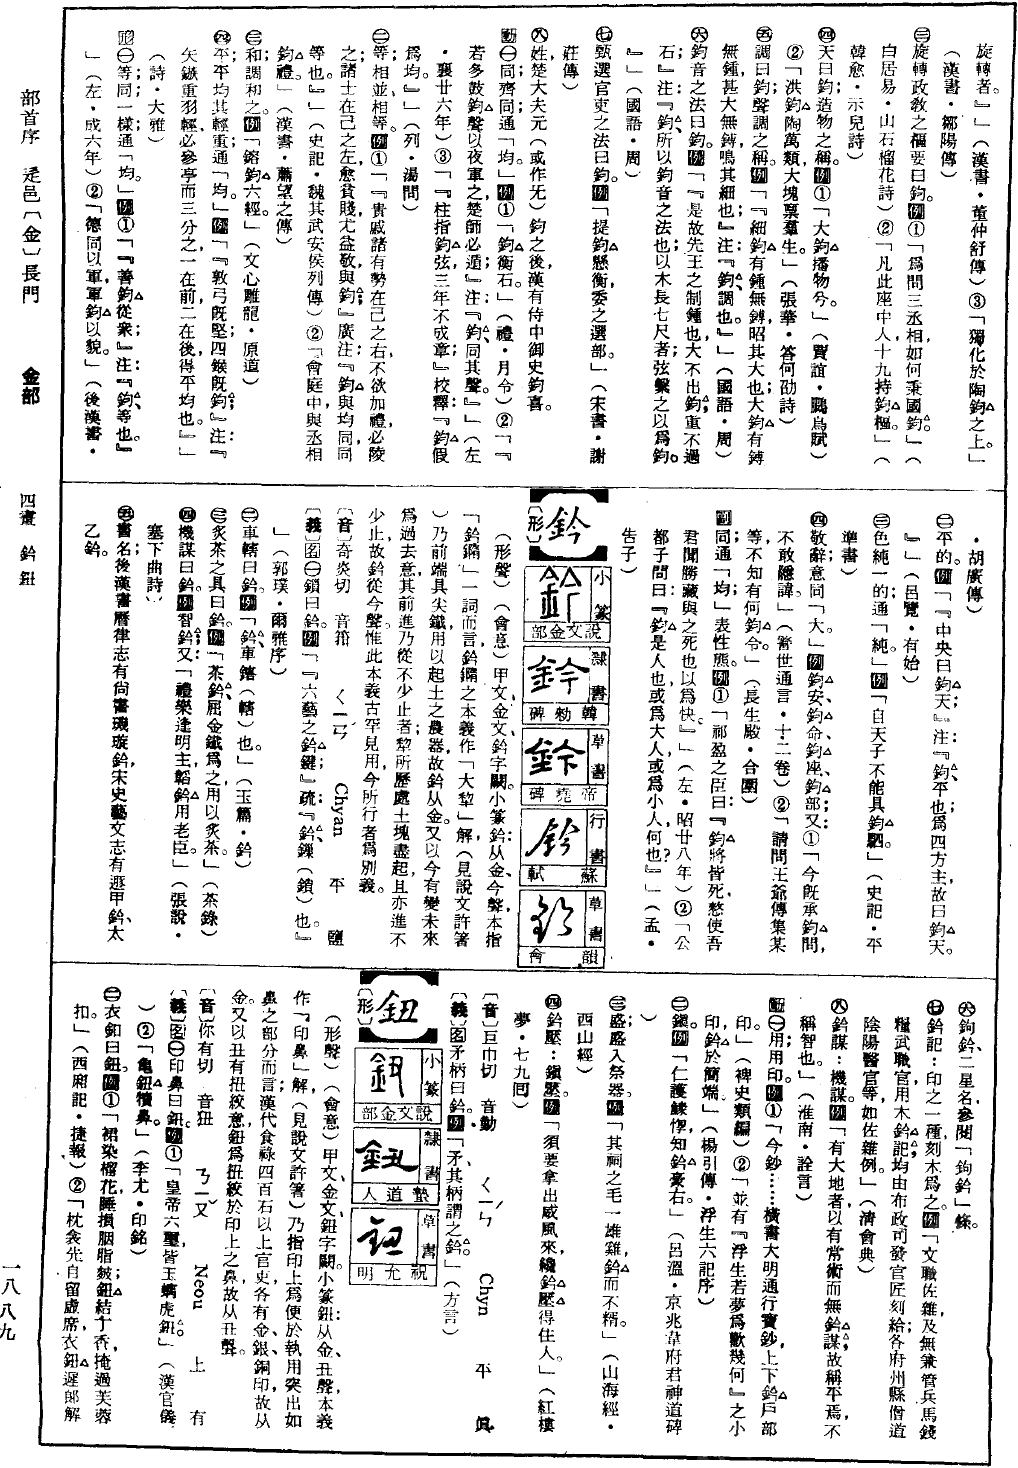 旋轉者。』」(漢書·董仲舒傳)③「獨化於陶鈞之上。」
(漢書·鄒陽傳)
㊂旋轉政教之樞要曰鈞。例①「爲問三丞相如何秉國鈞」(
白居易·山石榴花詩)②「凡此座中人十九持鈞樞。」(
韓愈·示兒詩)
㊃天曰鈞;造物之稱。例①「大鈞播物兮。」(賈誼·鵩鳥賦)
②「洪鈞陶萬類,大塊稟羣生。」(張華·答何劭詩)
㊄調曰鈞;聲調之稱。例「『細鈞有鍾無鎛,昭其大也;大鈞有鎛
無鍾,甚大無鎛,鳴其細也』注:『鈞、調也。』」(國語·周)
㊅鈞音之法曰鈞。例「『是故先王之制鍾也,大不出鈞,重不過
石』注:『鈞、所以鈞音之法也;以木長七尺者弦繫之以爲鈞。
』」(國語·周)
㊆甄選官吏之法曰鈞。例「提鈞懸衡,委之選部。」(宋書·謝
莊傳)
㊇姓,楚大夫元(或作无)鈞之後;漢有侍中御史鈞喜。
動㊀同;齊同;通「均。」例①「鈞衡石。」(禮·月令)②「『
若多鼓鈞聲,以夜軍之,楚師必遁』注:『鈞、同其聲。』」(左
·襄廿六年)③「『柱指鈞弦,三年不成章』校釋:『鈞假
爲均。』」(列·湯問)
㊁等;相並;相等。例①「『貴戚諸有勢在己之右,不欲加禮,必陵
之;諸士在己之左,愈貧賤,尤益敬,與鈞』廣注:『鈞與均同,同
等也。』」(史記·魏其武安侯列傳)②「會庭中,與丞相
鈞禮。」(漢書·蕭望之傳)
㊂和;調和之。例「鎔鈞六經。」(文心雕龍·原道)
㊃平;平均其輕重;通「均。」例「『敦弓旣堅,四鍭旣鈞』注:『
矢鏃重,羽輕,必參亭而三分之,一在前,二在後,得平均也。』」
(詩·大雅)
形㊀等;同一樣;通「均。」例①「『善鈞從衆』注:『鈞、等也。』
」(左·成六年)②「德同以軍,軍鈞以貌。」(後漢書·
·胡廣傳)
㊁平的。例「『中央曰鈞天』注:『鈞、平也;爲四方主,故曰鈞天。
』」(呂覽·有始)
㊂色純一的;通「純。」例「自天子不能具鈞駟。」(史記·平
準書)
㊃敬辭;意同「大。」例鈞安、鈞命、鈞座、鈞部又:①「今旣承鈞問,
不敢隱諱」(警世通言·十二卷)②「請問王爺傳集某
等,不知有何鈞令。」(長生殿·合圍)
副同;通「均;」表性態。例①「祁盈之臣曰:『鈞將皆死,慭使吾
君聞勝臧與之死也以爲快。』」(左·昭廿八年)②「公
都子問曰:『鈞是人也,或爲大人,或爲小人,何也?』」(孟·
告子)
鈐
〔形〕
小篆 說文金部
隸書 韓勑碑
草書 帝堯碑
行書 蘇軾
草書 韻會
(形聲)(會意)甲文、金文、鈐字闕。小篆鈐:从金、今聲,本指
「鈐鐦」一詞而言,鈐鐦之本義作「大犂」解,(見說文許箸
)乃前端具尖鐵用以起土之農器,故鈐从金。又以今有變未來
爲過去意,其前進乃從不少止者;犂所歷處土塊盡起,且亦進不
少止,故鈐從今聲。惟此本義古罕見用,今所行者爲別義。
〔音〕奇炎切 音箝 ㄑㄧㄢˊ Chyan 平 鹽
〔義〕名㊀鎖曰鈐。例「『六藝之鈐鍵』疏:『鈐,鏁(鎖)也。』
」(郭璞·爾雅序)
㊁車轄曰鈐。例「鈐,車鎋(轄)也。」(玉篇·鈐)
㊂炙茶之具曰鈐。例「茶鈐、屈金鐵爲之,用以炙茶。」(茶錄)
㊃機謀曰鈐。例智鈐又「禮樂逢明主,韜鈐用老臣。」(張說·
塞下曲詩)
㊄書名;後漢書曆律志有尚書璣璇鈐,宋史藝文志有遁甲鈐、太
乙鈐。
㊅鉤鈐、二星名,參閱「鉤鈐」條。
㊆鈐記:印之一種,刻木爲之。例「文職佐雜及無兼管兵馬錢
糧武職官,用木鈐記,均由布政司發官匠刻給;各府州縣僧道
陰陽醫官等,如佐雜例。」(清會典)
㊇鈐謀:機謀。例「有大地者,以有常術而無鈐謀,故稱平焉,不
稱智也。」(淮南·詮言)
動㊀用;用印。例①「今鈔……橫書大明通行寶鈔,上下鈐戶部
印。」(稗史類編)②「並有『浮生若夢爲歡幾何』之小
印,鈐於簡端。」(楊引傳·浮生六記序)
㊁鎭。例「仁護鰥惸,知鈐豪右。」(呂溫·京兆韋府君神道碑
)
㊂盛;盛入祭器。例「其祠之毛,一雄雞,鈐而不糈。」(山海經·
西山經)
㊃鈐壓:鎭壓。例「須要拿出威風來,纔鈐壓得住人。」(紅樓
夢·七九回)
〔音〕巨巾切 音勤 ㄑㄧㄣˊ Chyn 平 眞
〔義〕名矛柄曰鈐。例「矛其柄謂之鈐。」(方言)
鈕
〔形〕
小篆 說文金部
隸書 墊道人
草書 祝允明
(形聲)(會意)甲文、金文、鈕字闕。小篆鈕:从金、丑聲,本義
作「印鼻」解,(見說文許箸)乃指印上爲便於執用突出如
鼻之部分而言;漢代食祿四百石以上官吏,各有金、銀、銅印,故从
金。又以丑有扭絞意,鈕爲扭絞於印上之鼻,故从丑聲。
〔音〕你有切 音狃 ㄋㄧㄡˇ Neou 上 有
〔義〕名㊀印鼻曰鈕。例①「皇帝六璽,皆玉螭虎鈕。」(漢官儀
)②「龜鈕犢鼻。」(李尤·印銘)
㊁衣釦曰鈕。例①「裙染榴花,睡損胭脂皺;鈕結丁香,掩過芙蓉
扣。」(西廂記·捷報)②「枕袋先自留虛席,衣鈕遲郎解
部首序 辵邑〔金〕長門 金部 四畫 鈐 鈕 一八八九